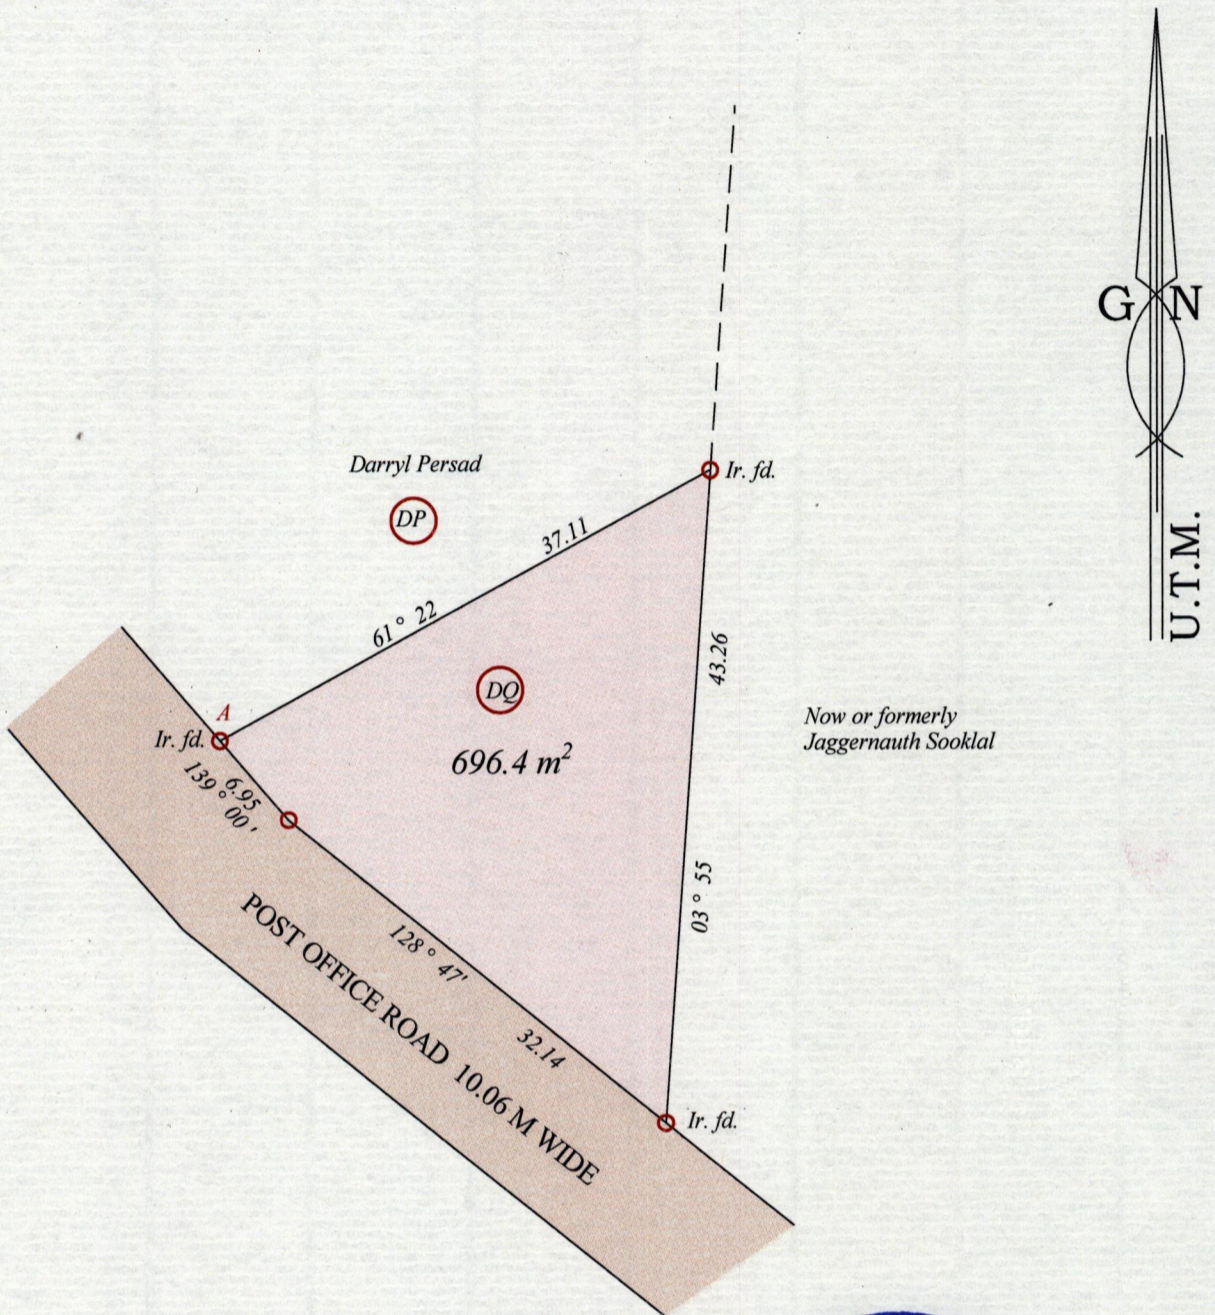 G N
U.T.M.
Darryl Persad
DP
Ir. fd.
37.11
61° 22
DQ
696.4 m²
43.26
03° 55
Now or formerly
Jaggernauth Sooklal
A
Ir. fd.
6.95
139° 00'
128° 47'
32.14
POST OFFICE ROAD 10.06 M WIDE
Ir. fd.